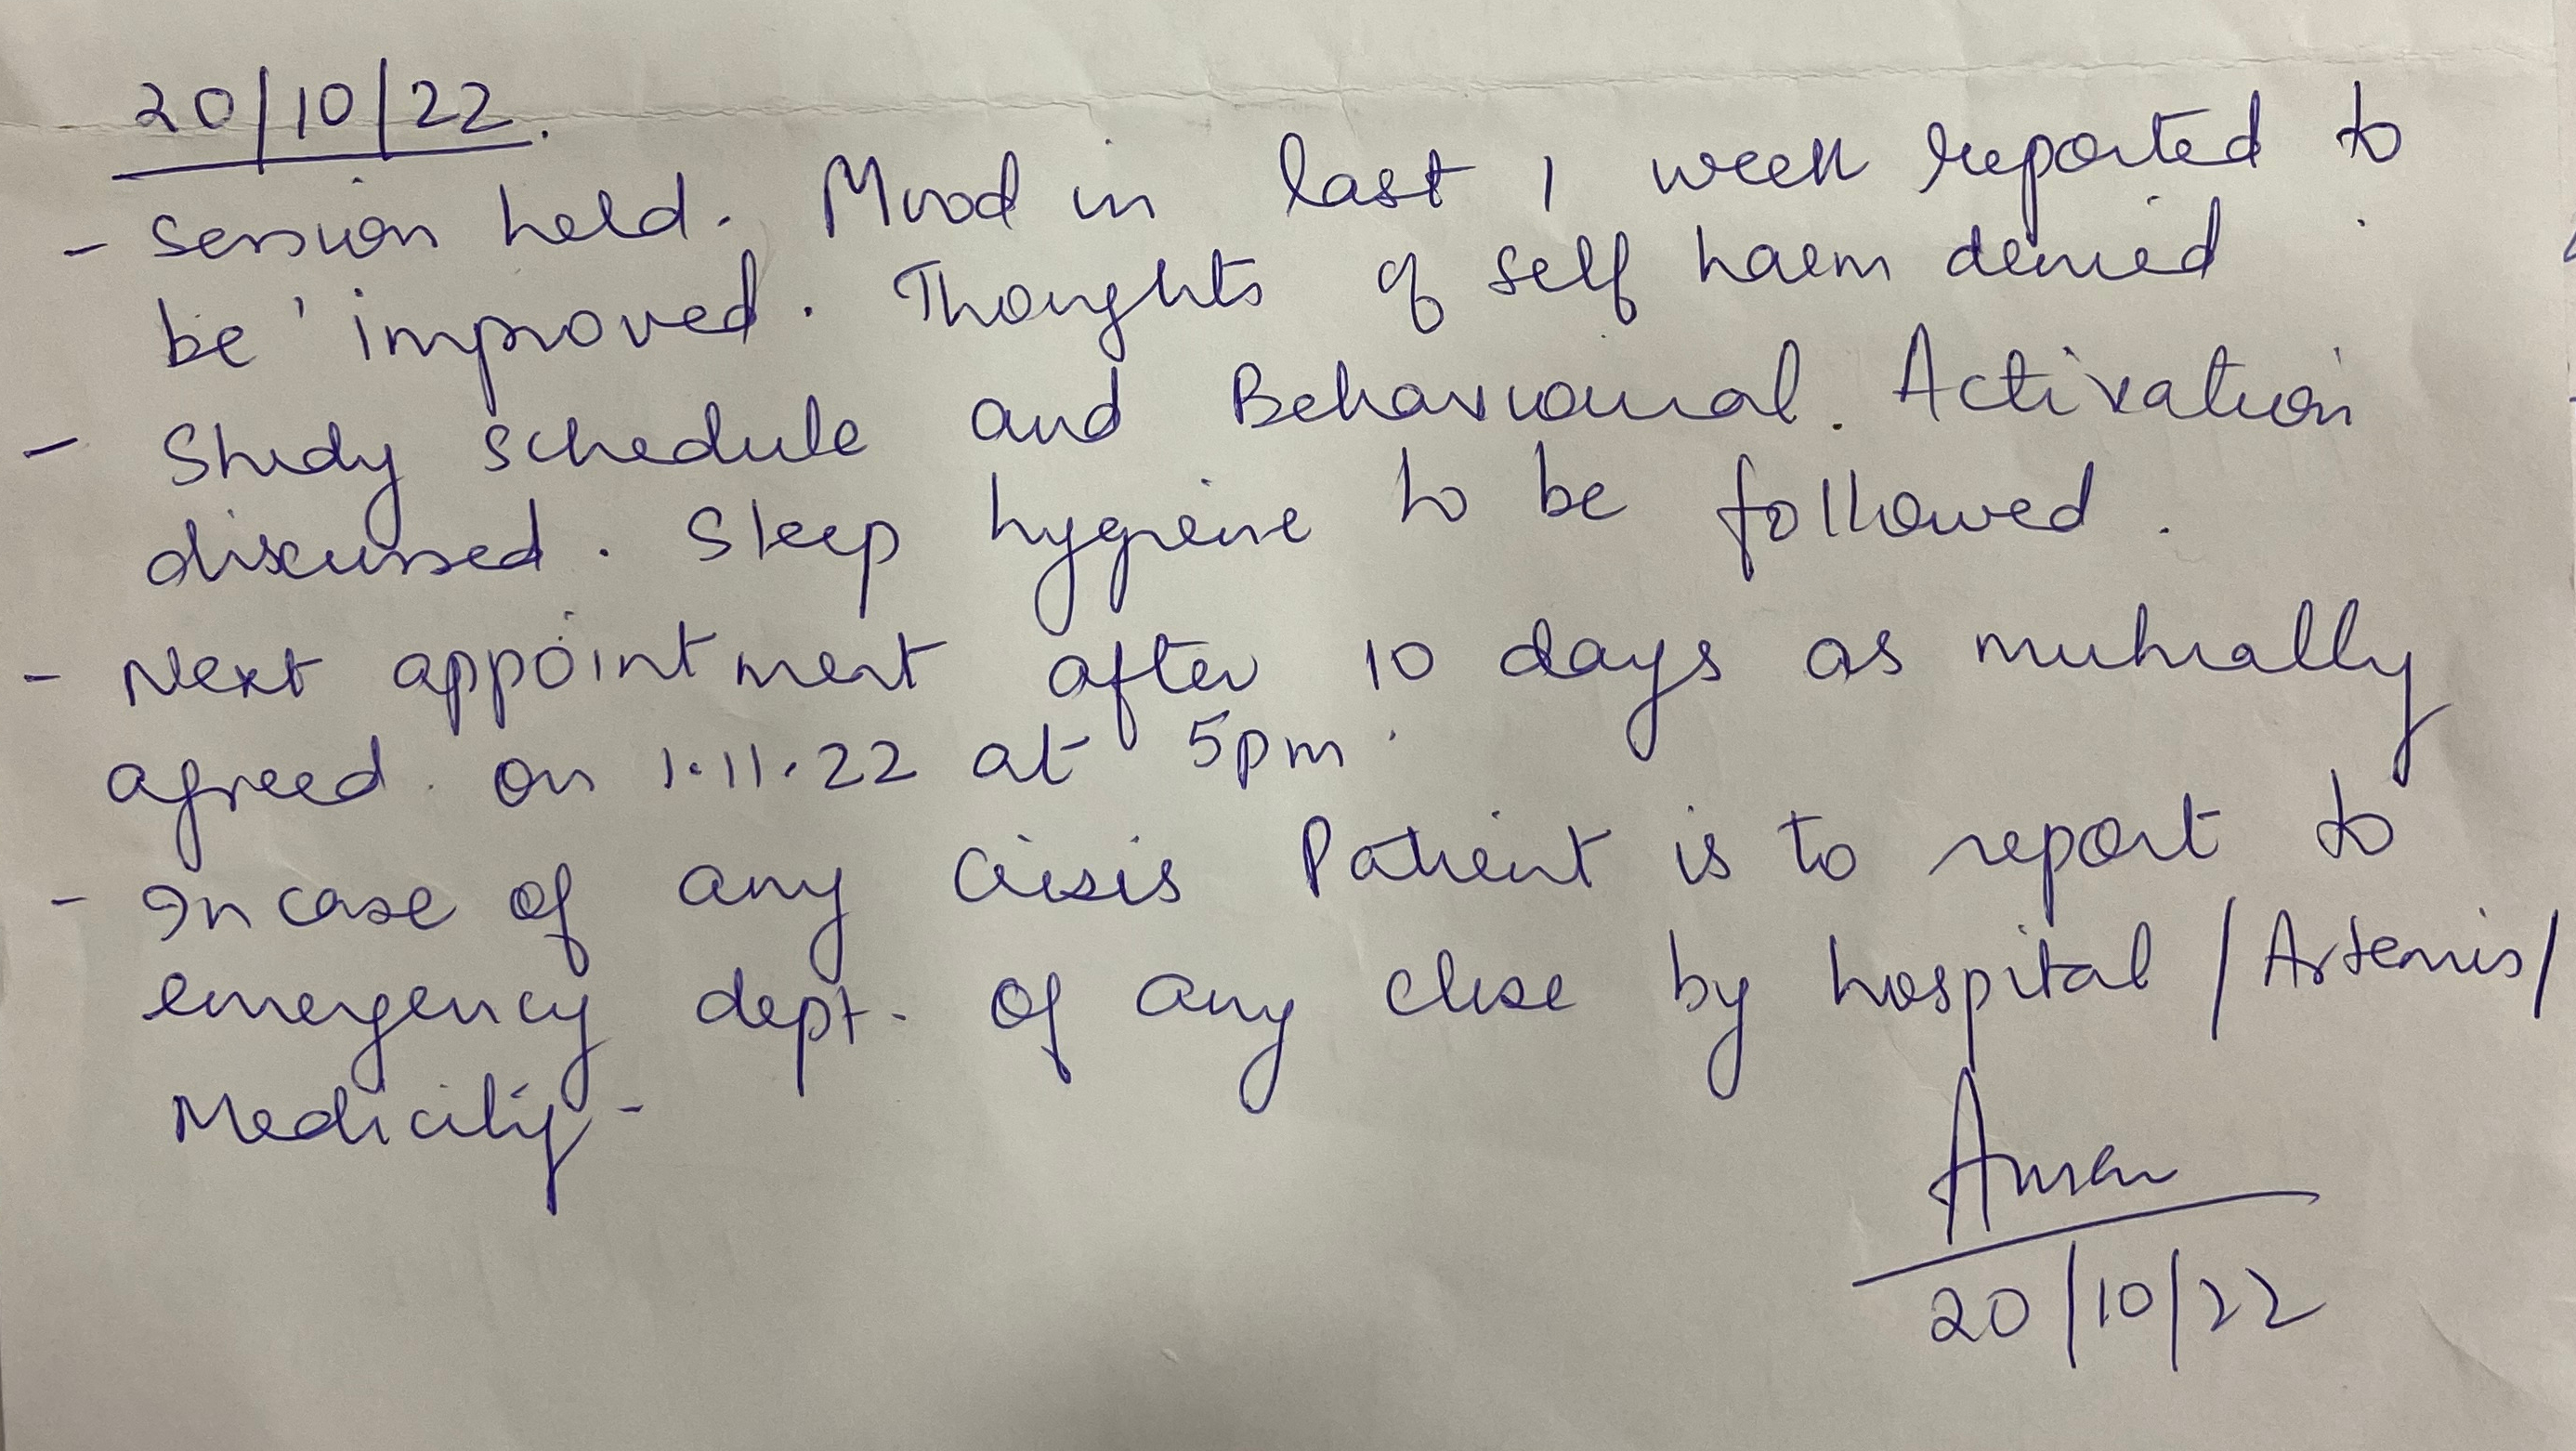 20/10/22.
- Session held. Mood in last 1 week reported to
be improved. Thoughts of self harm denied
- Study schedule and Behavioural Activation
discussed. Sleep hygiene to be followed.
- Next appointment after 10 days as mutually
agreed. on 1.11.22 at 5pm.
- In case of any Crisis Patient is to report to
emergency dept. of any close by hospital / Artemis/
Medicity -
20/10/22